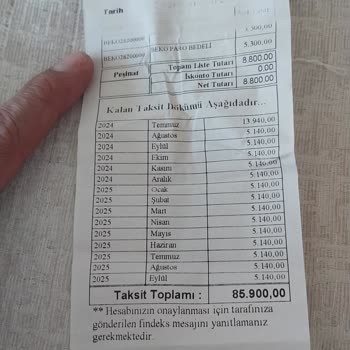 Tarih
BEKO26200000
BEKO PARO BEDELİ 5.300,00
Toplam Liste Tutarı 8.800,00
Peşinat İskonto Tutarı 0,00
Net Tutarı 8.800,00
Kalan Taksit Dökümü Aşağıdadır...
2024 Temmuz 13.940,00
2024 Ağustos 5.140,00
2024 Eylül 5.140,00
2024 Ekim 5.140,00
2024 Kasım 5.140,00
2024 Aralık 5.140,00
2025 Ocak 5.140,00
2025 Şubat 5.140,00
2025 Mart 5.140,00
2025 Nisan 5.140,00
2025 Mayıs 5.140,00
2025 Haziran 5.140,00
2025 Temmuz 5.140,00
2025 Ağustos 5.140,00
2025 Eylül 5.140,00
Taksit Toplamı : 85.900,00
** Hesabınızın onaylanması için tarafınıza
gönderilen findeks mesajını yanıtlamanız
gerekmektedir.